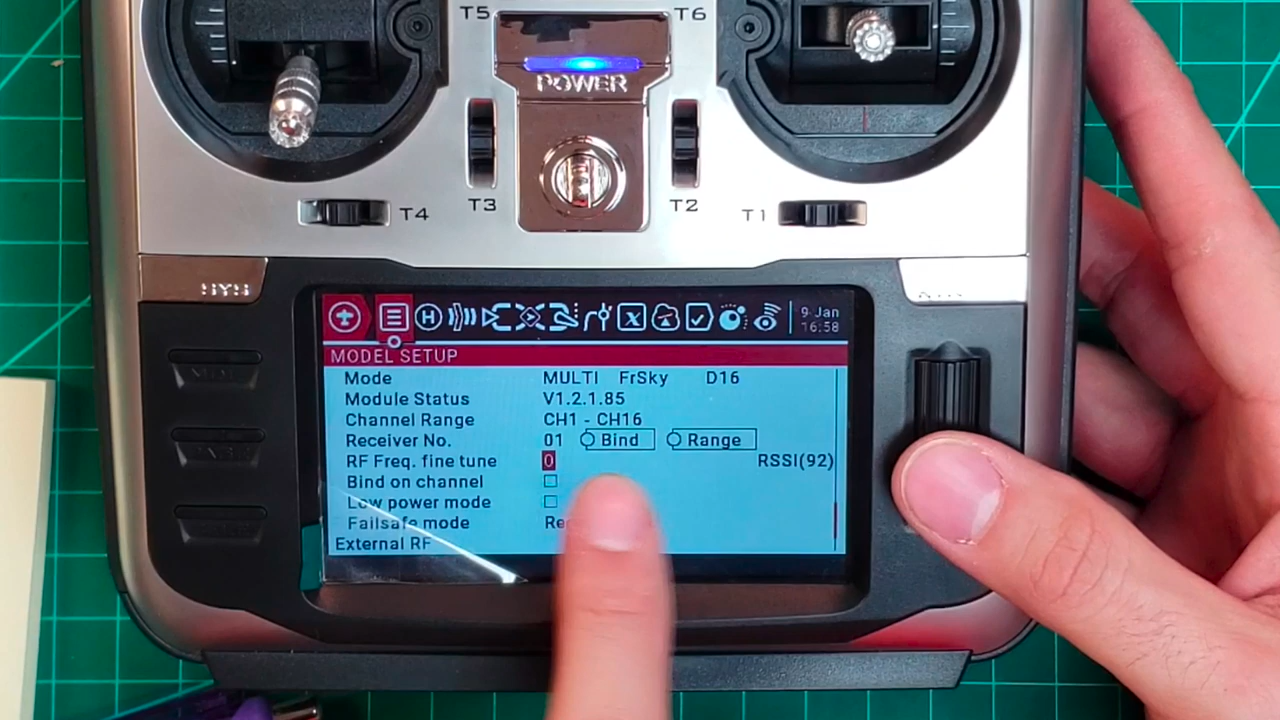 T5 T6
POWER
T3 T2
T4 T1
SYS
9 Jan
16:58
MODEL SETUP
Mode MULTI FrSky D16
Module Status V1.2.1.85
Channel Range CH1 - CH16
Receiver No. 01 Bind Range
RF Freq. fine tune 0 RSSI(92)
Bind on channel
Low power mode
Failsafe mode
External RF